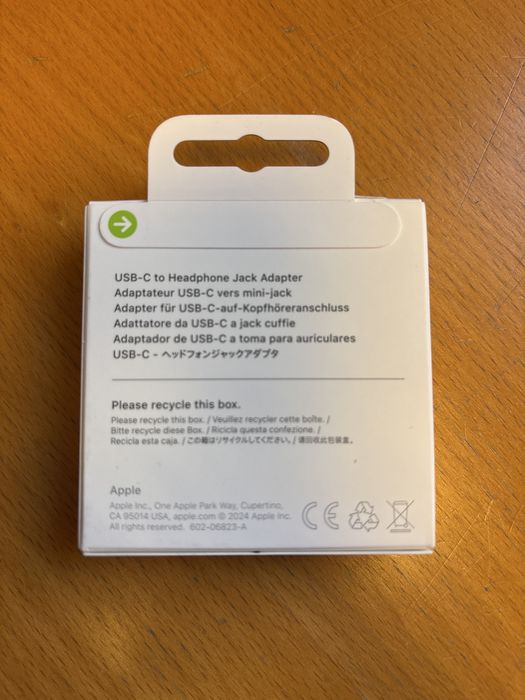 USB-C to Headphone Jack Adapter
Adaptateur USB-C vers mini-jack
Adapter für USB-C-auf-Kopfhöreranschluss
Adattatore da USB-C a jack cuffie
Adaptador de USB-C a toma para auriculares
USB-C - ヘッドフォンジャックアダプタ
Please recycle this box.
Please recycle this box. / Veuillez recycler cette boîte. /
Bitte recycle diese Box. / Ricicla questa confezione. /
Recicla esta caja. / この箱はリサイクルしてください。/ 请回收此包装盒。
Apple
Apple Inc., One Apple Park Way, Cupertino,
CA 95014 USA, apple.com © 2024 Apple Inc.
All rights reserved. 602-06823-A
CE